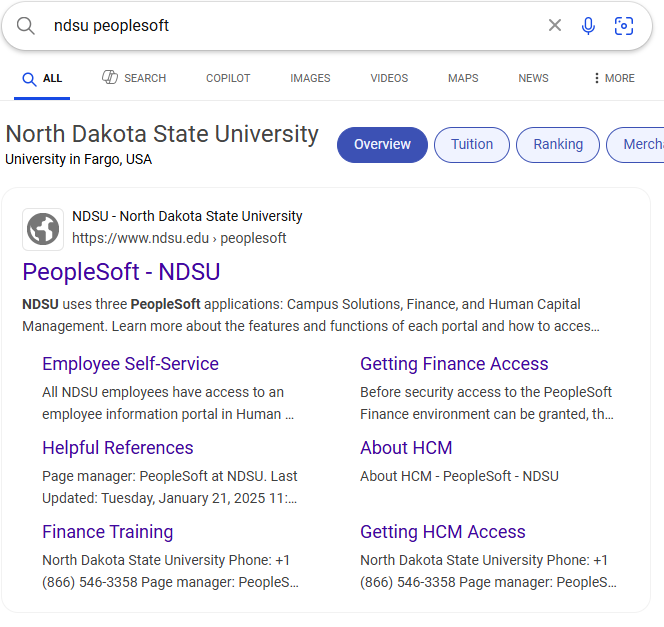 ndsu peoplesoft
ALL SEARCH COPILOT IMAGES VIDEOS MAPS NEWS MORE
North Dakota State University
University in Fargo, USA
Overview Tuition Ranking Mercha
NDSU - North Dakota State University
https://www.ndsu.edu › peoplesoft
PeopleSoft - NDSU
NDSU uses three PeopleSoft applications: Campus Solutions, Finance, and Human Capital
Management. Learn more about the features and functions of each portal and how to acces…
Employee Self-Service
All NDSU employees have access to an
employee information portal in Human …
Getting Finance Access
Before security access to the PeopleSoft
Finance environment can be granted, th…
Helpful References
Page manager: PeopleSoft at NDSU. Last
Updated: Tuesday, January 21, 2025 11:…
About HCM
About HCM - PeopleSoft - NDSU
Finance Training
North Dakota State University Phone: +1
(866) 546-3358 Page manager: PeopleS…
Getting HCM Access
North Dakota State University Phone: +1
(866) 546-3358 Page manager: PeopleS…